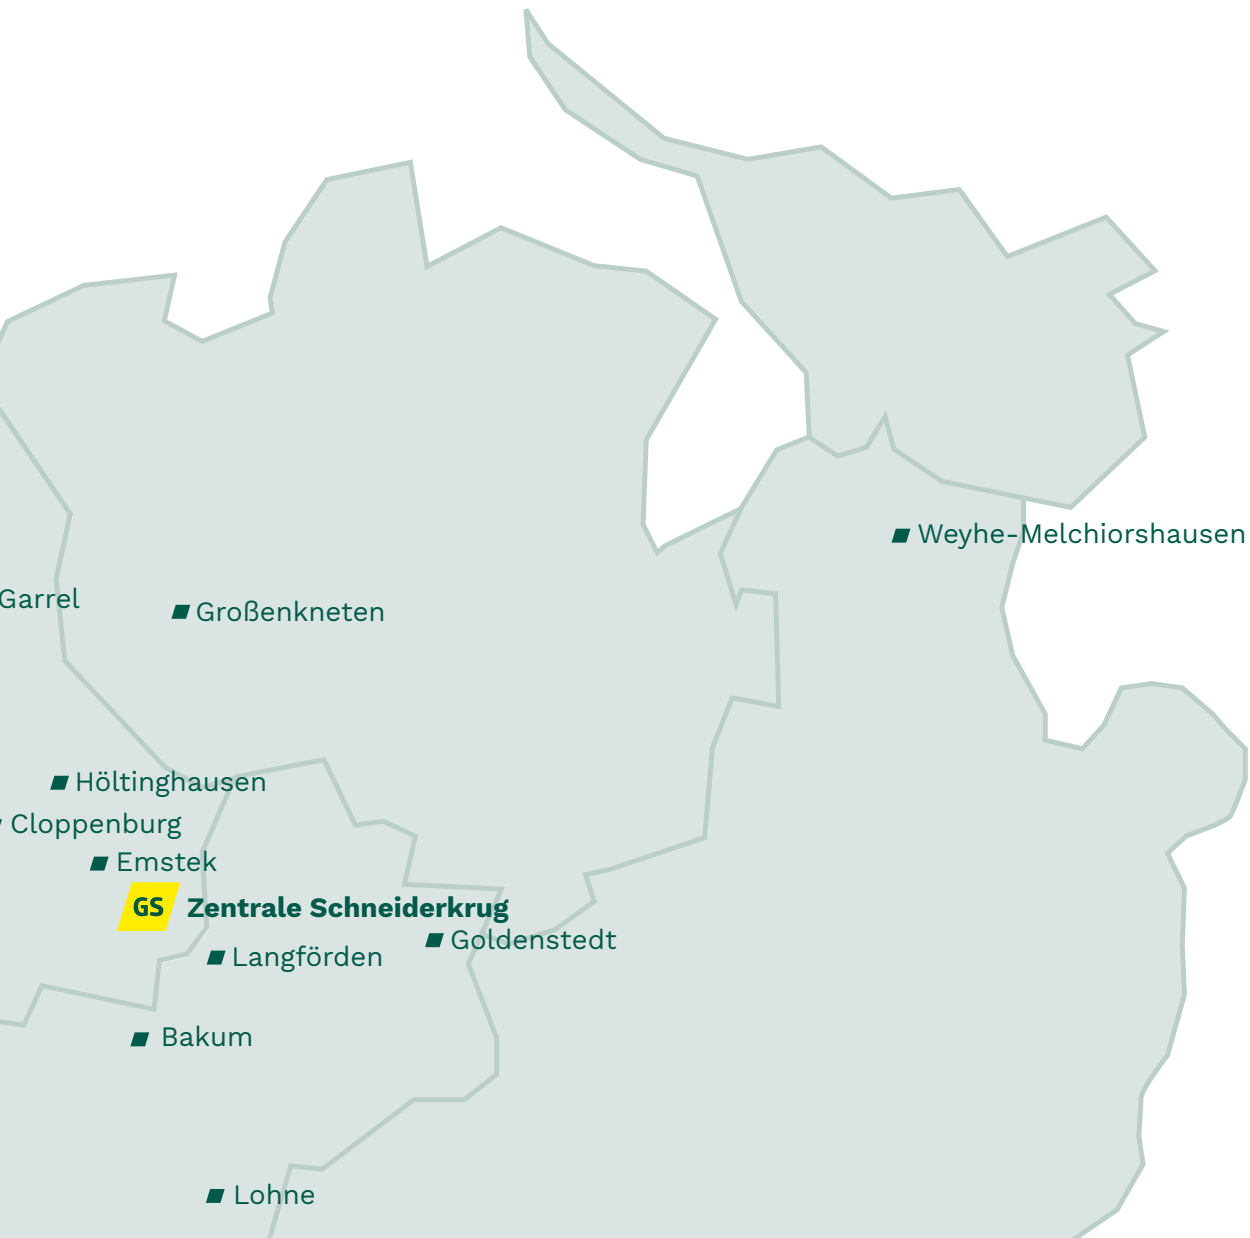 Weyhe-Melchiorshausen
Garrel
Großenkneten
Höltinghausen
Cloppenburg
Emstek
GS
Zentrale Schneiderkrug
Goldenstedt
Langförden
Bakum
Lohne